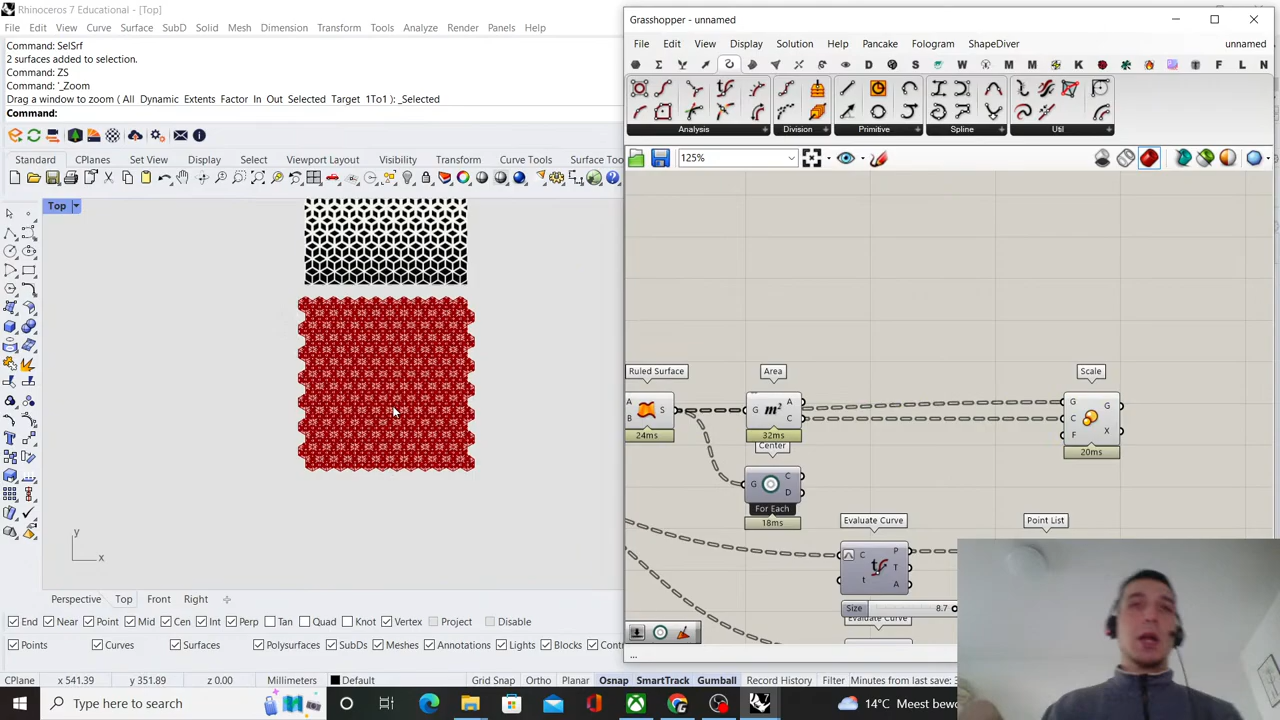 Rhinoceros 7 Educational - [Top]
File Edit View Curve Surface SubD Solid Mesh Dimension Transform Tools Analyze Render Panels Help
Command: SelSrf
2 surfaces added to selection.
Command: ZS
Command: '_Zoom
Drag a window to zoom ( All Dynamic Extents Factor In Out Selected Target 1To1 ): _Selected
Command:
Standard CPlanes Set View Display Select Viewport Layout Visibility Transform Curve Tools Surface Too
Top
y
x
Perspective Top Front Right
End Near Point Mid Cen Int Perp Tan Quad Knot Vertex Project Disable
Points Curves Surfaces Polysurfaces SubDs Meshes Annotations Lights Blocks Cont
CPlane x 541.39 y 351.89 z 0.00 Millimeters Default Grid Snap Ortho Planar Osnap SmartTrack Gumball Record History Filter Minutes from last save: 3
Grasshopper - unnamed
File Edit View Display Solution Help Pancake Fologram ShapeDiver unnamed
D S V M M K F L N
Analysis Division Primitive Spline Util
125%
Ruled Surface Area Scale
A B S
G m² A C
G C F G X
24ms 32ms 20ms
Center
G C D
For Each
18ms
Evaluate Curve Point List
C t P T A
Size 8.7
Evaluate Curve
...
Type here to search
14°C Meest bewo